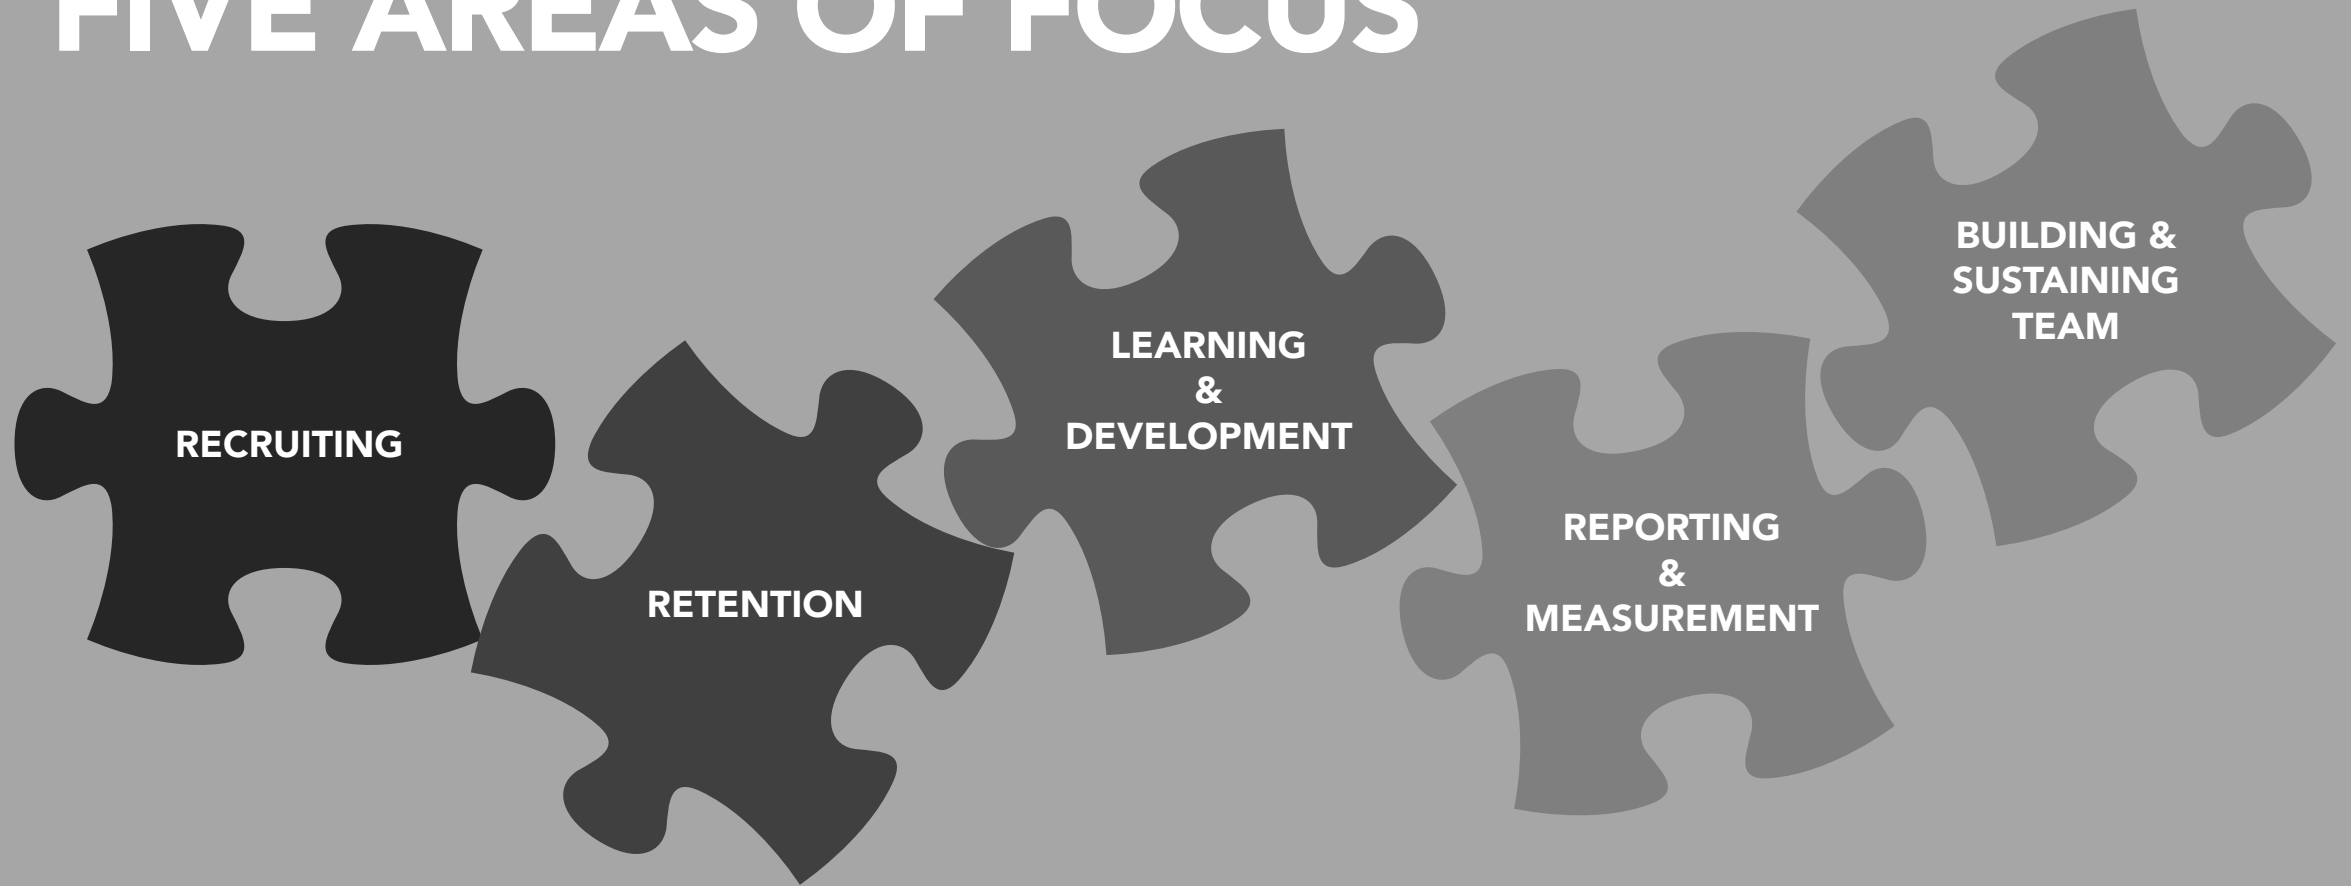 FIVE AREAS OF FOCUS
RECRUITING
RETENTION
LEARNING
&
DEVELOPMENT
REPORTING
&
MEASUREMENT
BUILDING &
SUSTAINING
TEAM